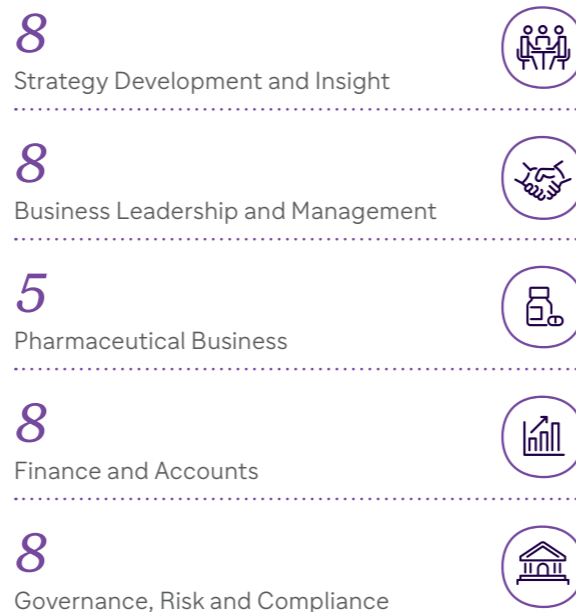 8
Strategy Development and Insight
8
Business Leadership and Management
5
Pharmaceutical Business
8
Finance and Accounts
8
Governance, Risk and Compliance